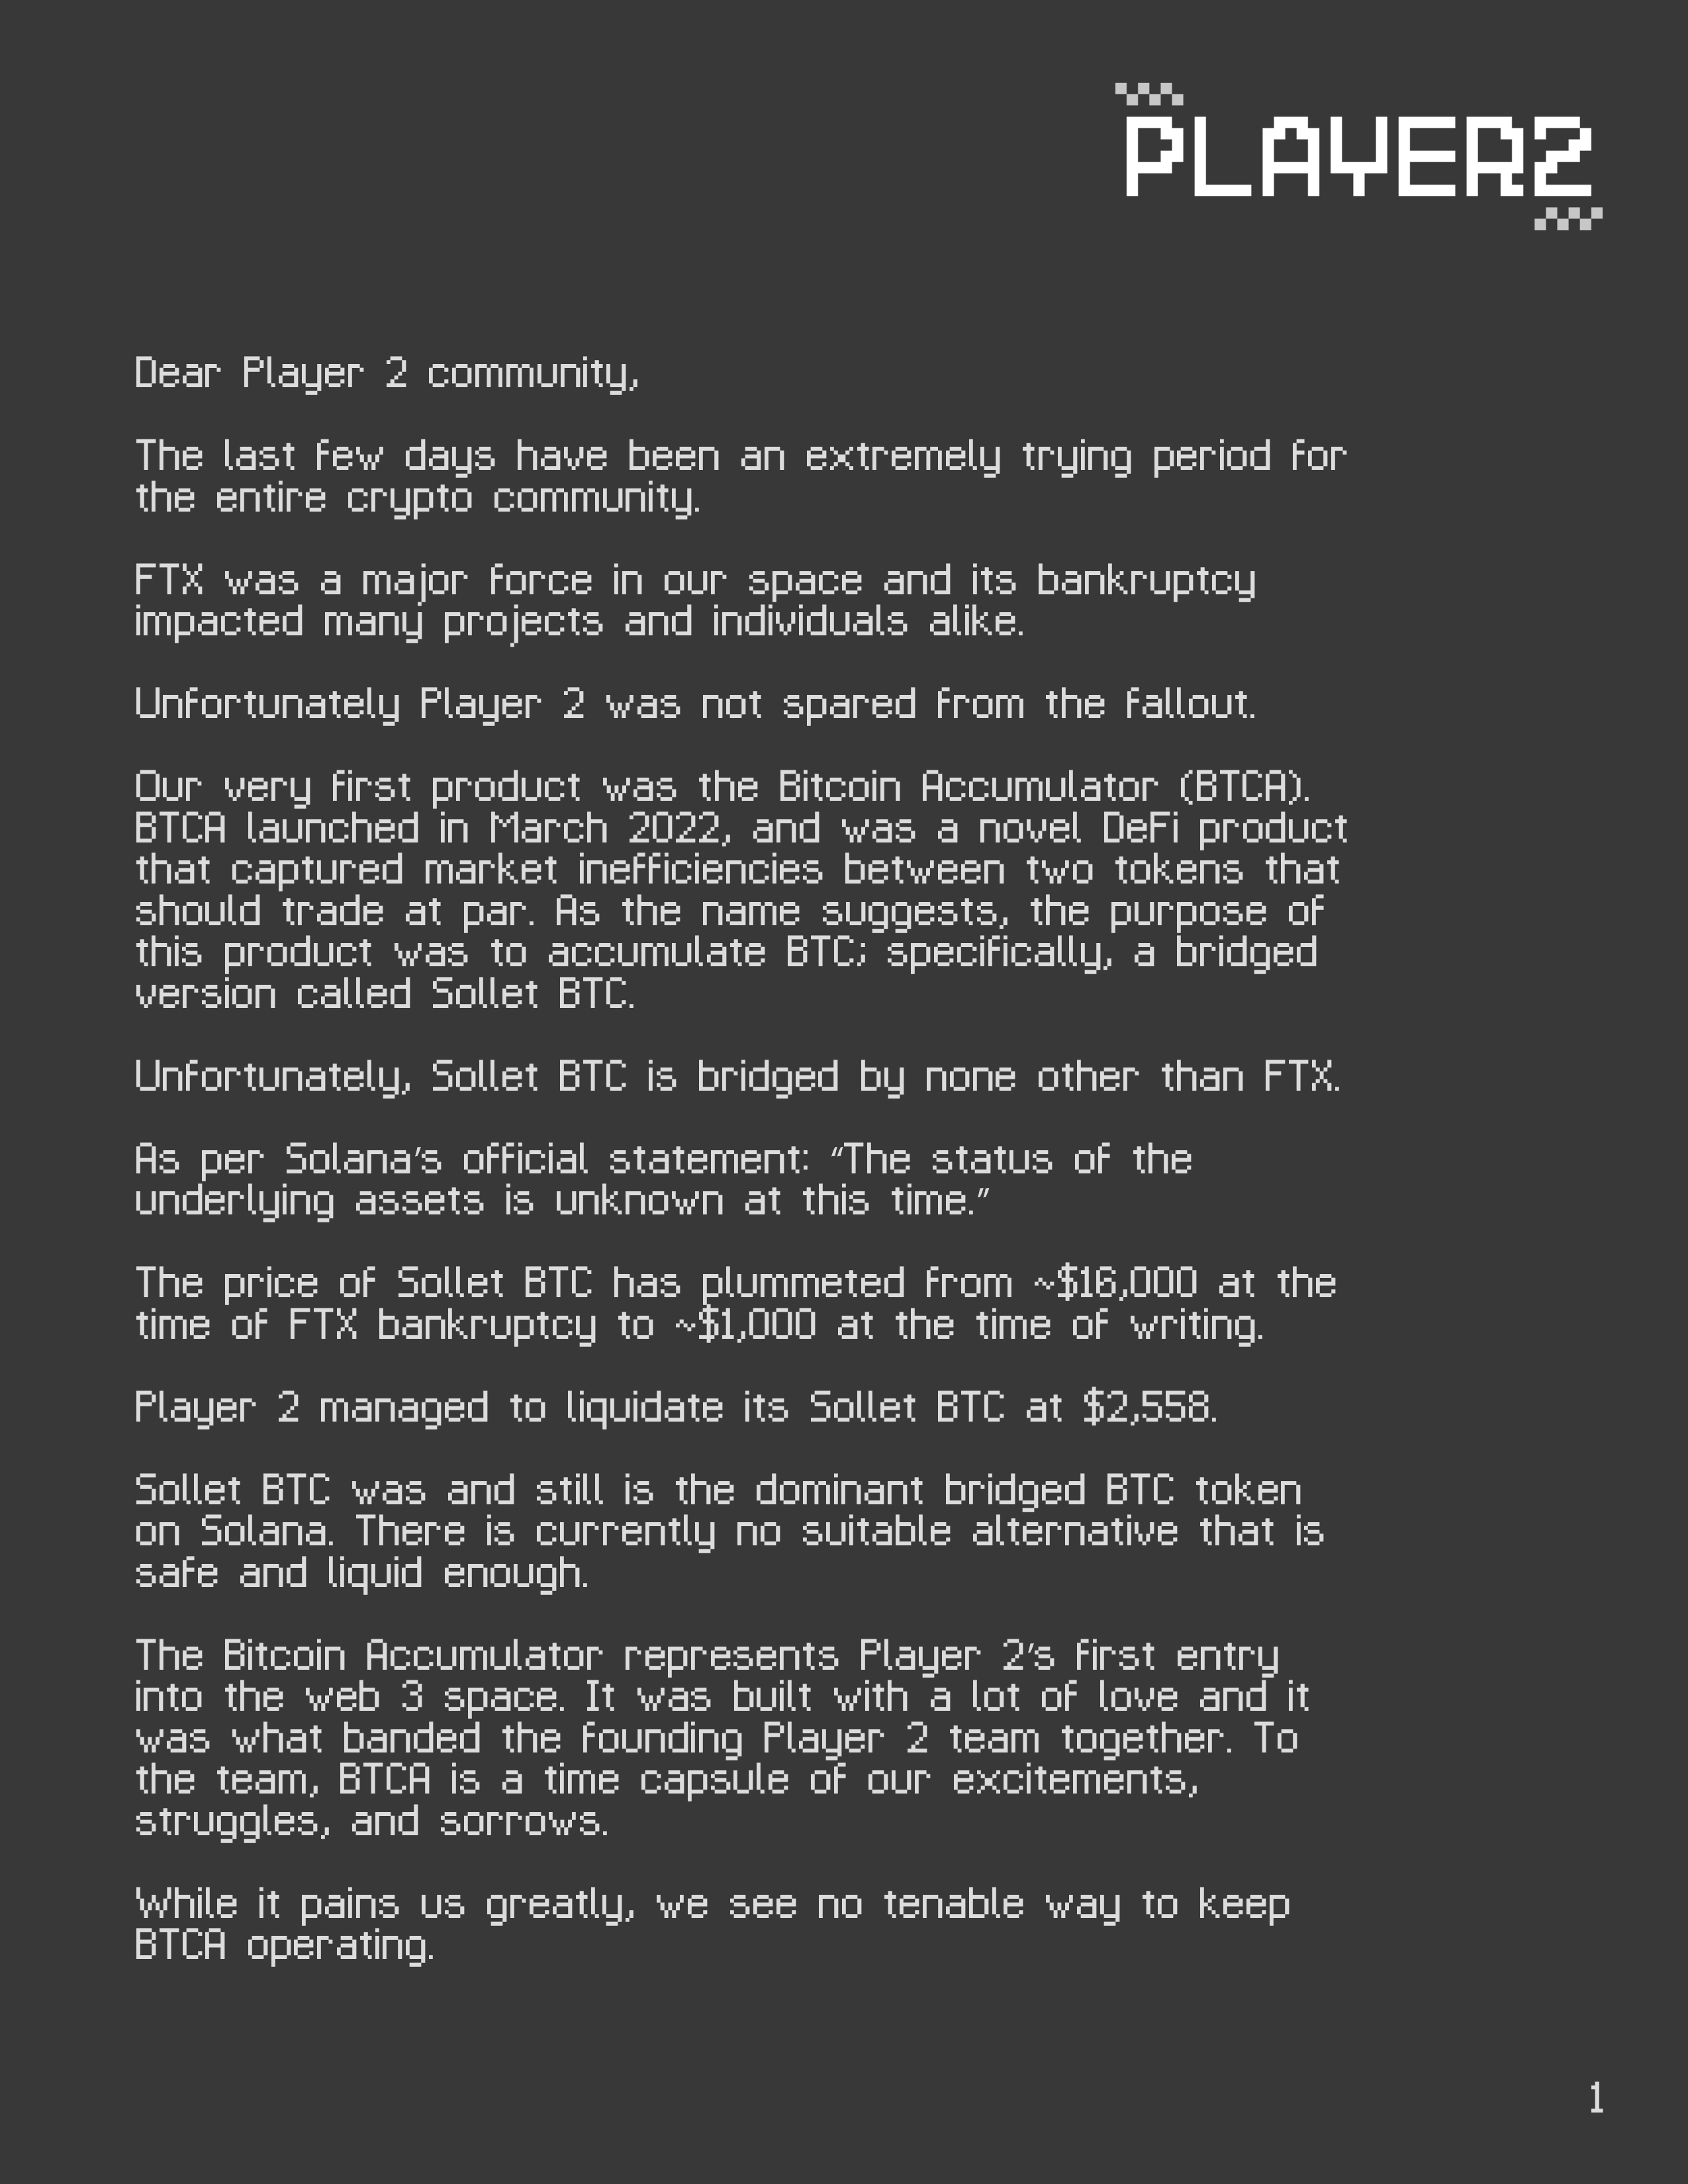 PLAYER2
Dear Player 2 community,
The last few days have been an extremely trying period for
the entire crypto community.
FTX was a major force in our space and its bankruptcy
impacted many projects and individuals alike.
Unfortunately Player 2 was not spared from the fallout.
Our very first product was the Bitcoin Accumulator (BTCA).
BTCA launched in March 2022, and was a novel DeFi product
that captured market inefficiencies between two tokens that
should trade at par. As the name suggests, the purpose of
this product was to accumulate BTC; specifically, a bridged
version called Sollet BTC.
Unfortunately, Sollet BTC is bridged by none other than FTX.
As per Solana's official statement: "The status of the
underlying assets is unknown at this time."
The price of Sollet BTC has plummeted from ~$16,000 at the
time of FTX bankruptcy to ~$1,000 at the time of writing.
Player 2 managed to liquidate its Sollet BTC at $2,558.
Sollet BTC was and still is the dominant bridged BTC token
on Solana. There is currently no suitable alternative that is
safe and liquid enough.
The Bitcoin Accumulator represents Player 2's first entry
into the web 3 space. It was built with a lot of love and it
was what banded the founding Player 2 team together. To
the team, BTCA is a time capsule of our excitements,
struggles, and sorrows.
While it pains us greatly, we see no tenable way to keep
BTCA operating.
1